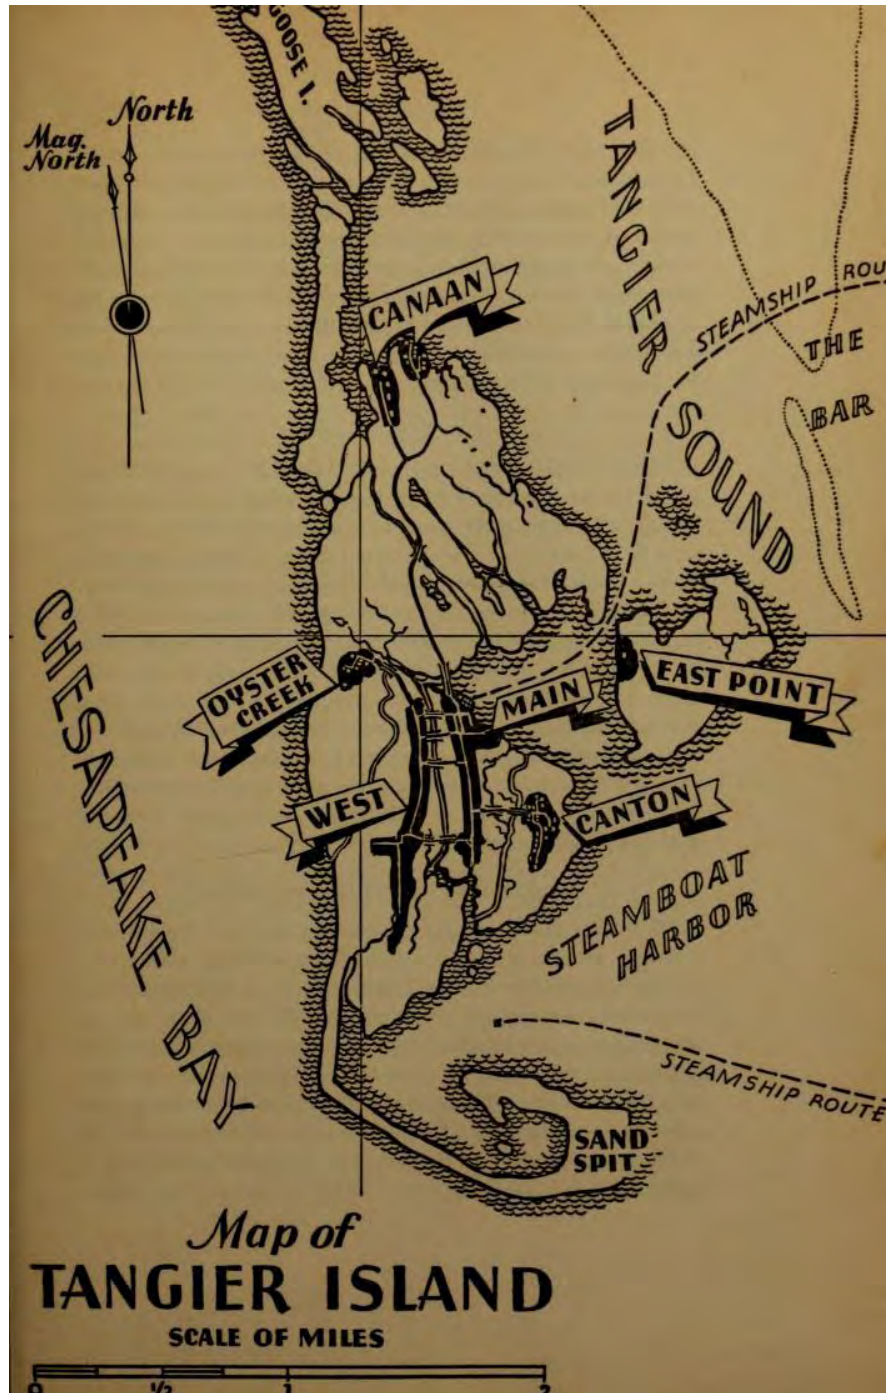 GOOSE I.
North
Mag.
North
TANGIER
SOUND
CANAAN
STEAMSHIP ROU
THE
BAR
CHESAPEAKE BAY
OYSTER
CREEK
MAIN
EAST POINT
WEST
CANTON
STEAMBOAT
HARBOR
STEAMSHIP ROUTE
SAND
SPIT
Map of
TANGIER ISLAND
SCALE OF MILES
0 1/2 1 2